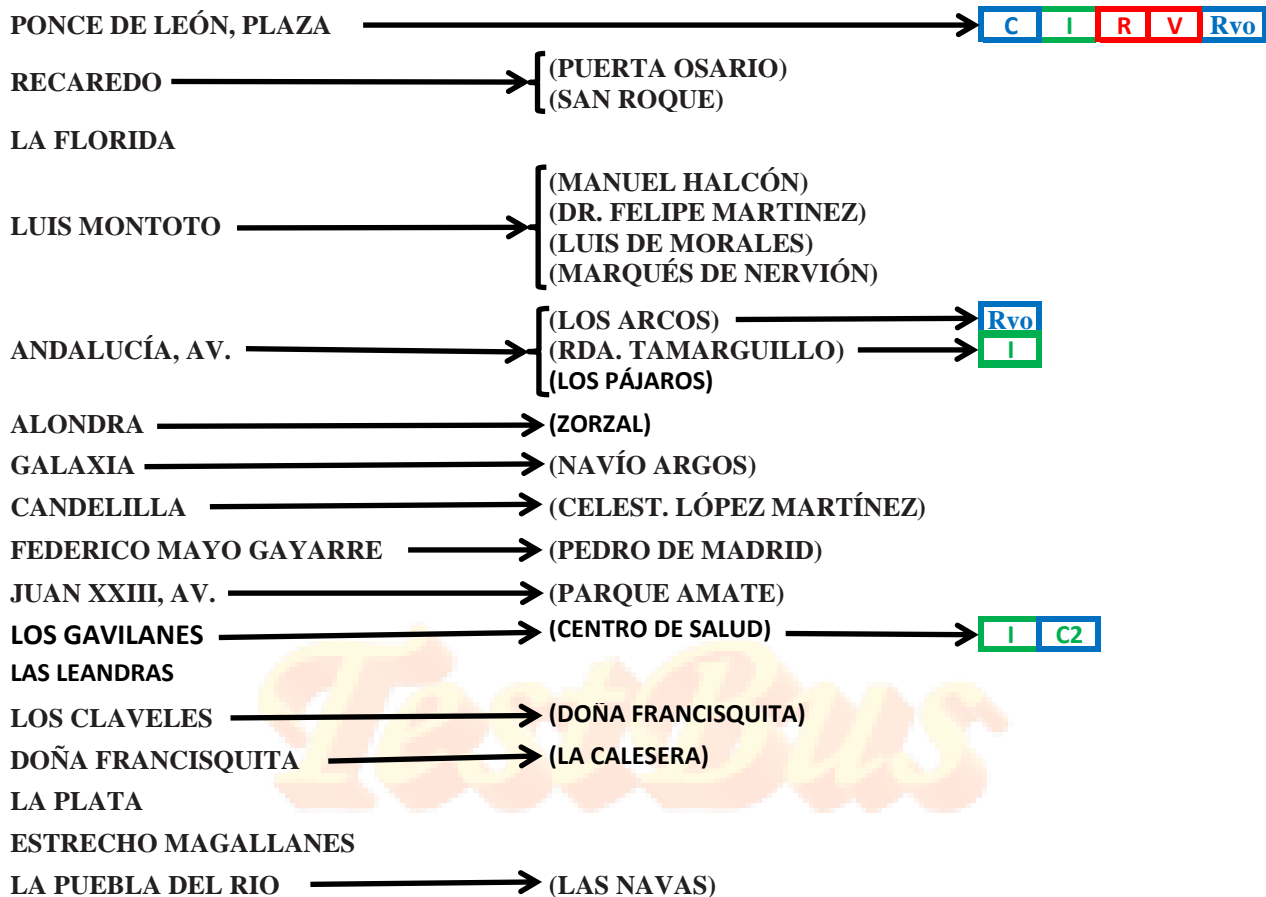 PONCE DE LEÓN, PLAZA C I R V Rvo
RECAREDO (PUERTA OSARIO)
(SAN ROQUE)
LA FLORIDA
LUIS MONTOTO (MANUEL HALCÓN)
(DR. FELIPE MARTINEZ)
(LUIS DE MORALES)
(MARQUÉS DE NERVIÓN)
ANDALUCÍA, AV. (LOS ARCOS) Rvo
(RDA. TAMARGUILLO) I
(LOS PÁJAROS)
ALONDRA (ZORZAL)
GALAXIA (NAVÍO ARGOS)
CANDELILLA (CELEST. LÓPEZ MARTÍNEZ)
FEDERICO MAYO GAYARRE (PEDRO DE MADRID)
JUAN XXIII, AV. (PARQUE AMATE)
LOS GAVILANES (CENTRO DE SALUD) I C2
LAS LEANDRAS
LOS CLAVELES (DOÑA FRANCISQUITA)
DOÑA FRANCISQUITA (LA CALESERA)
LA PLATA
ESTRECHO MAGALLANES
LA PUEBLA DEL RIO (LAS NAVAS)
TestBus